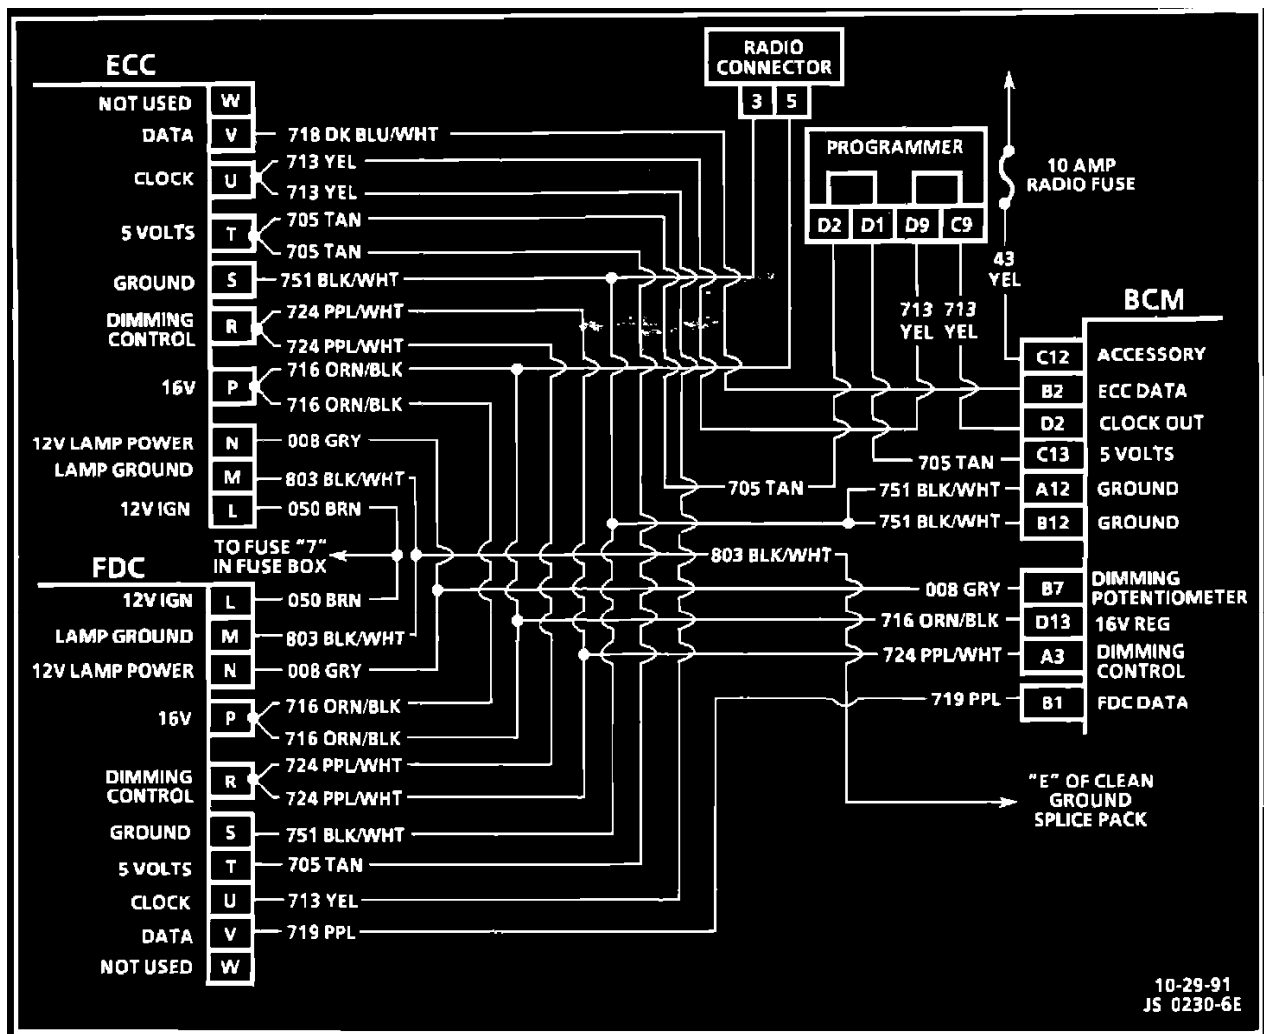 ECC
NOT USED W
DATA V 718 DK BLU/WHT
CLOCK U 713 YEL
713 YEL
5 VOLTS T 705 TAN
705 TAN
GROUND S 751 BLK/WHT
DIMMING
CONTROL R 724 PPL/WHT
724 PPL/WHT
16V P 716 ORN/BLK
716 ORN/BLK
12V LAMP POWER N 008 GRY
LAMP GROUND M 803 BLK/WHT
12V IGN L 050 BRN
TO FUSE "7"
IN FUSE BOX
FDC
12V IGN L 050 BRN
LAMP GROUND M 803 BLK/WHT
12V LAMP POWER N 008 GRY
16V P 716 ORN/BLK
716 ORN/BLK
DIMMING
CONTROL R 724 PPL/WHT
724 PPL/WHT
GROUND S 751 BLK/WHT
5 VOLTS T 705 TAN
CLOCK U 713 YEL
DATA V 719 PPL
NOT USED W
RADIO
CONNECTOR
3 5
PROGRAMMER
D2 D1 D9 C9
713 713
YEL YEL
10 AMP
RADIO FUSE
43
YEL
BCM
C12 ACCESSORY
B2 ECC DATA
D2 CLOCK OUT
705 TAN C13 5 VOLTS
705 TAN
751 BLK/WHT A12 GROUND
751 BLK/WHT B12 GROUND
803 BLK/WHT
008 GRY B7 DIMMING
POTENTIOMETER
716 ORN/BLK D13 16V REG
724 PPL/WHT A3 DIMMING
CONTROL
719 PPL B1 FDC DATA
"E" OF CLEAN
GROUND
SPLICE PACK
10-29-91
JS 0230-6E